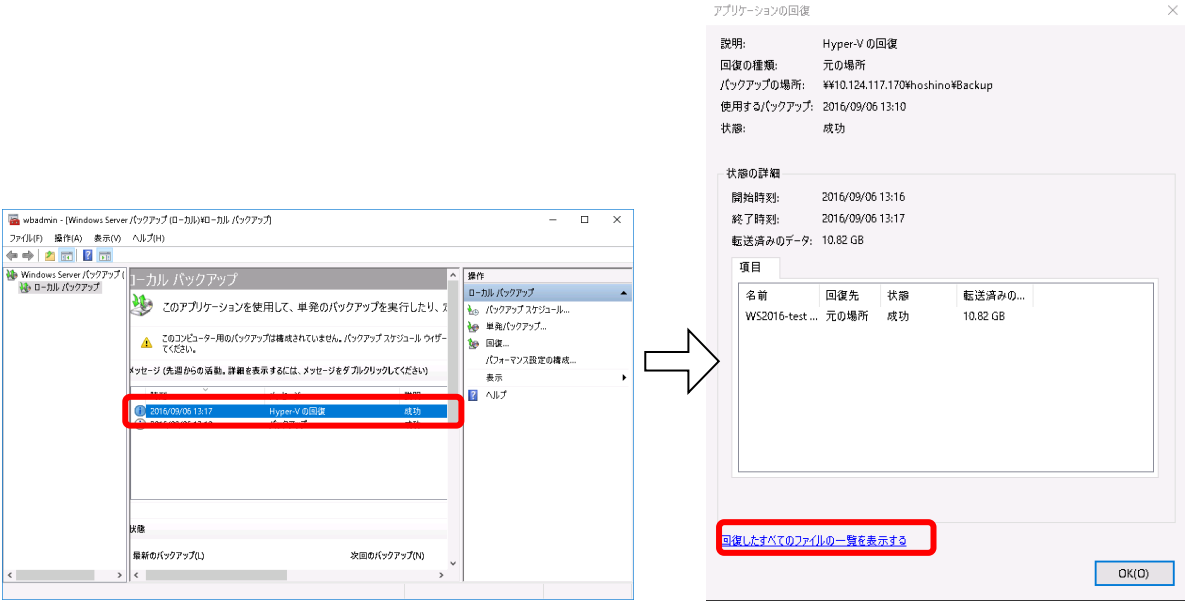 wbadmin - [Windows Server バックアップ (ローカル)¥ローカル バックアップ]
ファイル(F) 操作(A) 表示(V) ヘルプ(H)
Windows Server バックアップ (
ローカル バックアップ
ローカル バックアップ
このアプリケーションを使用して、単発のバックアップを実行したり、
このコンピューター用のバックアップは構成されていません。バックアップ スケジュール ウィザー
てください。
メッセージ (先週からの活動。詳細を表示するには、メッセージをダブルクリックしてください)
2016/09/06 13:17 Hyper-V の回復 成功
状態
最新のバックアップ(L) 次回のバックアップ(N)
操作
ローカル バックアップ
バックアップ スケジュール...
単発バックアップ...
回復...
パフォーマンス設定の構成...
表示
ヘルプ
アプリケーションの回復
説明: Hyper-V の回復
回復の種類: 元の場所
バックアップの場所: ¥¥10.124.117.170¥hoshino¥Backup
使用するバックアップ: 2016/09/06 13:10
状態: 成功
状態の詳細
開始時刻: 2016/09/06 13:16
終了時刻: 2016/09/06 13:17
転送済みのデータ: 10.82 GB
項目
名前 回復先 状態 転送済みの...
WS2016-test ... 元の場所 成功 10.82 GB
回復したすべてのファイルの一覧を表示する
OK(O)